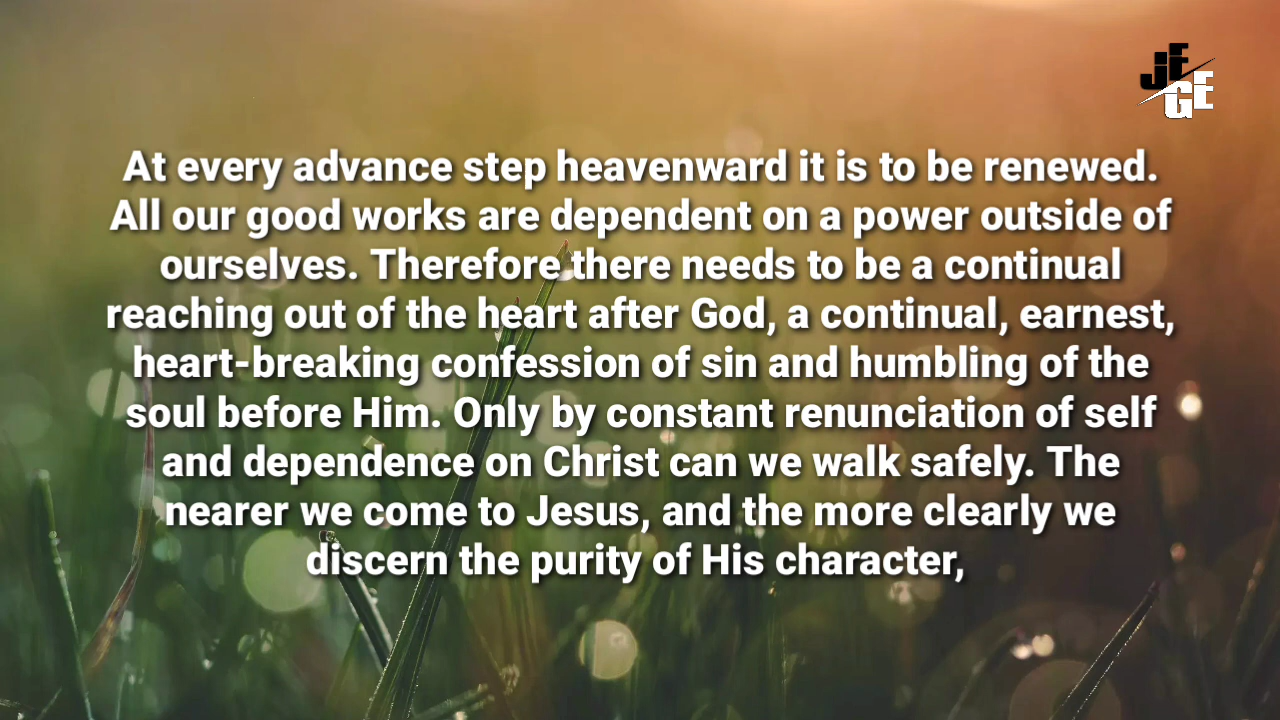 JF
GF
At every advance step heavenward it is to be renewed.
All our good works are dependent on a power outside of
ourselves. Therefore there needs to be a continual
reaching out of the heart after God, a continual, earnest,
heart-breaking confession of sin and humbling of the
soul before Him. Only by constant renunciation of self
and dependence on Christ can we walk safely. The
nearer we come to Jesus, and the more clearly we
discern the purity of His character,